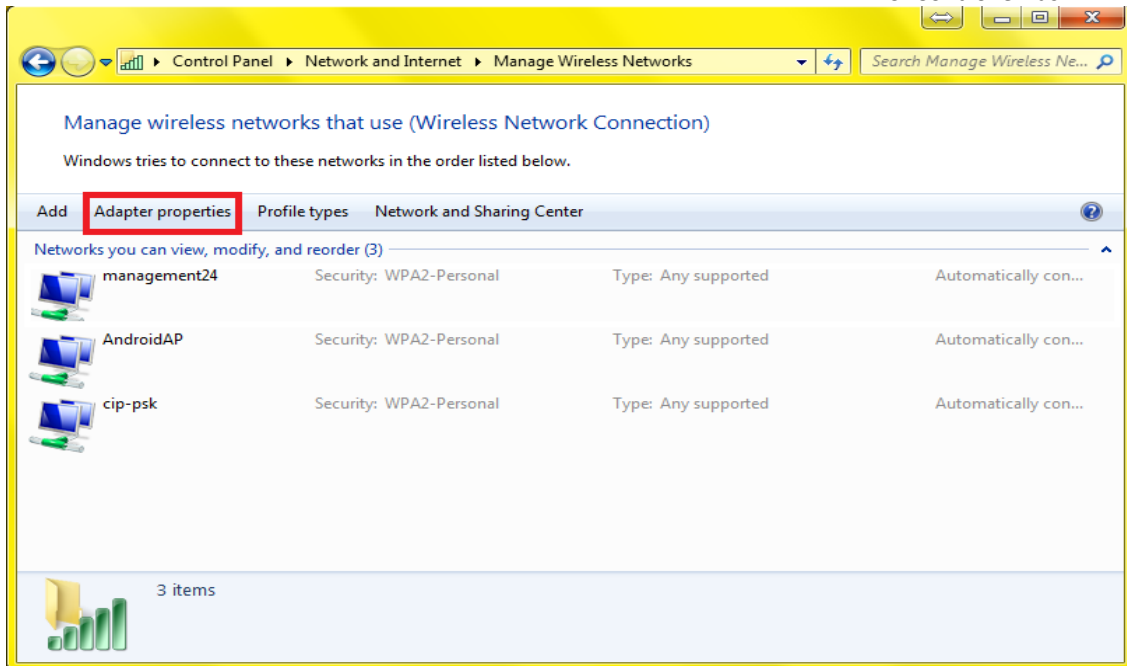 Control Panel ▸ Network and Internet ▸ Manage Wireless Networks
Search Manage Wireless Ne...
Manage wireless networks that use (Wireless Network Connection)
Windows tries to connect to these networks in the order listed below.
Add Adapter properties Profile types Network and Sharing Center
Networks you can view, modify, and reorder (3)
management24 Security: WPA2-Personal Type: Any supported Automatically con...
AndroidAP Security: WPA2-Personal Type: Any supported Automatically con...
cip-psk Security: WPA2-Personal Type: Any supported Automatically con...
3 items